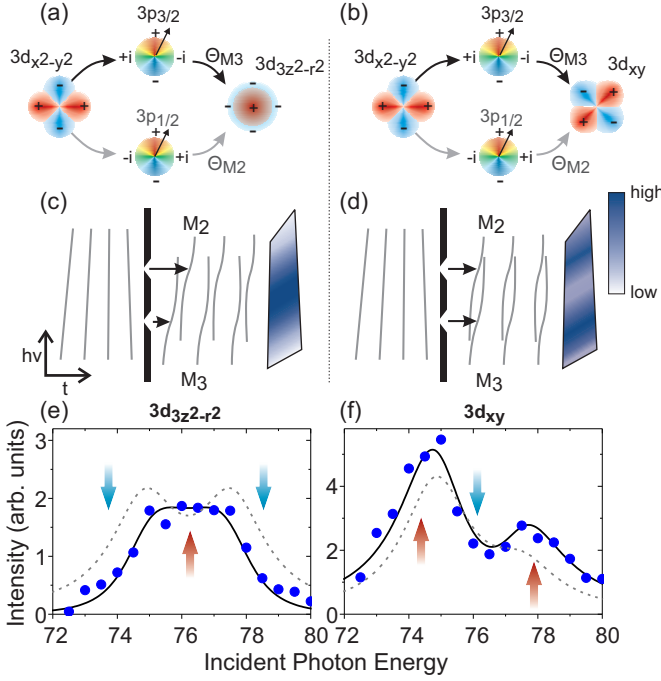 (a)
3p3/2
+
3dx2-y2
+i
-i
ΘM3
3d3z2-r2
-
+
+
-
3p1/2
-
-
+
-
-
+
-i
+i
ΘM2
(b)
3p3/2
+
3dx2-y2
+i
-i
ΘM3
3dxy
-
+
+
-
3p1/2
-
-
+
+
-
+
-i
+i
ΘM2
(c)
M2
M3
hν
t
(d)
M2
M3
high
low
(e)
3d3z2-r2
(f)
3dxy
Intensity (arb. units)
3
2
1
0
4
2
0
72 74 76 78 80
72 74 76 78 80
Incident Photon Energy